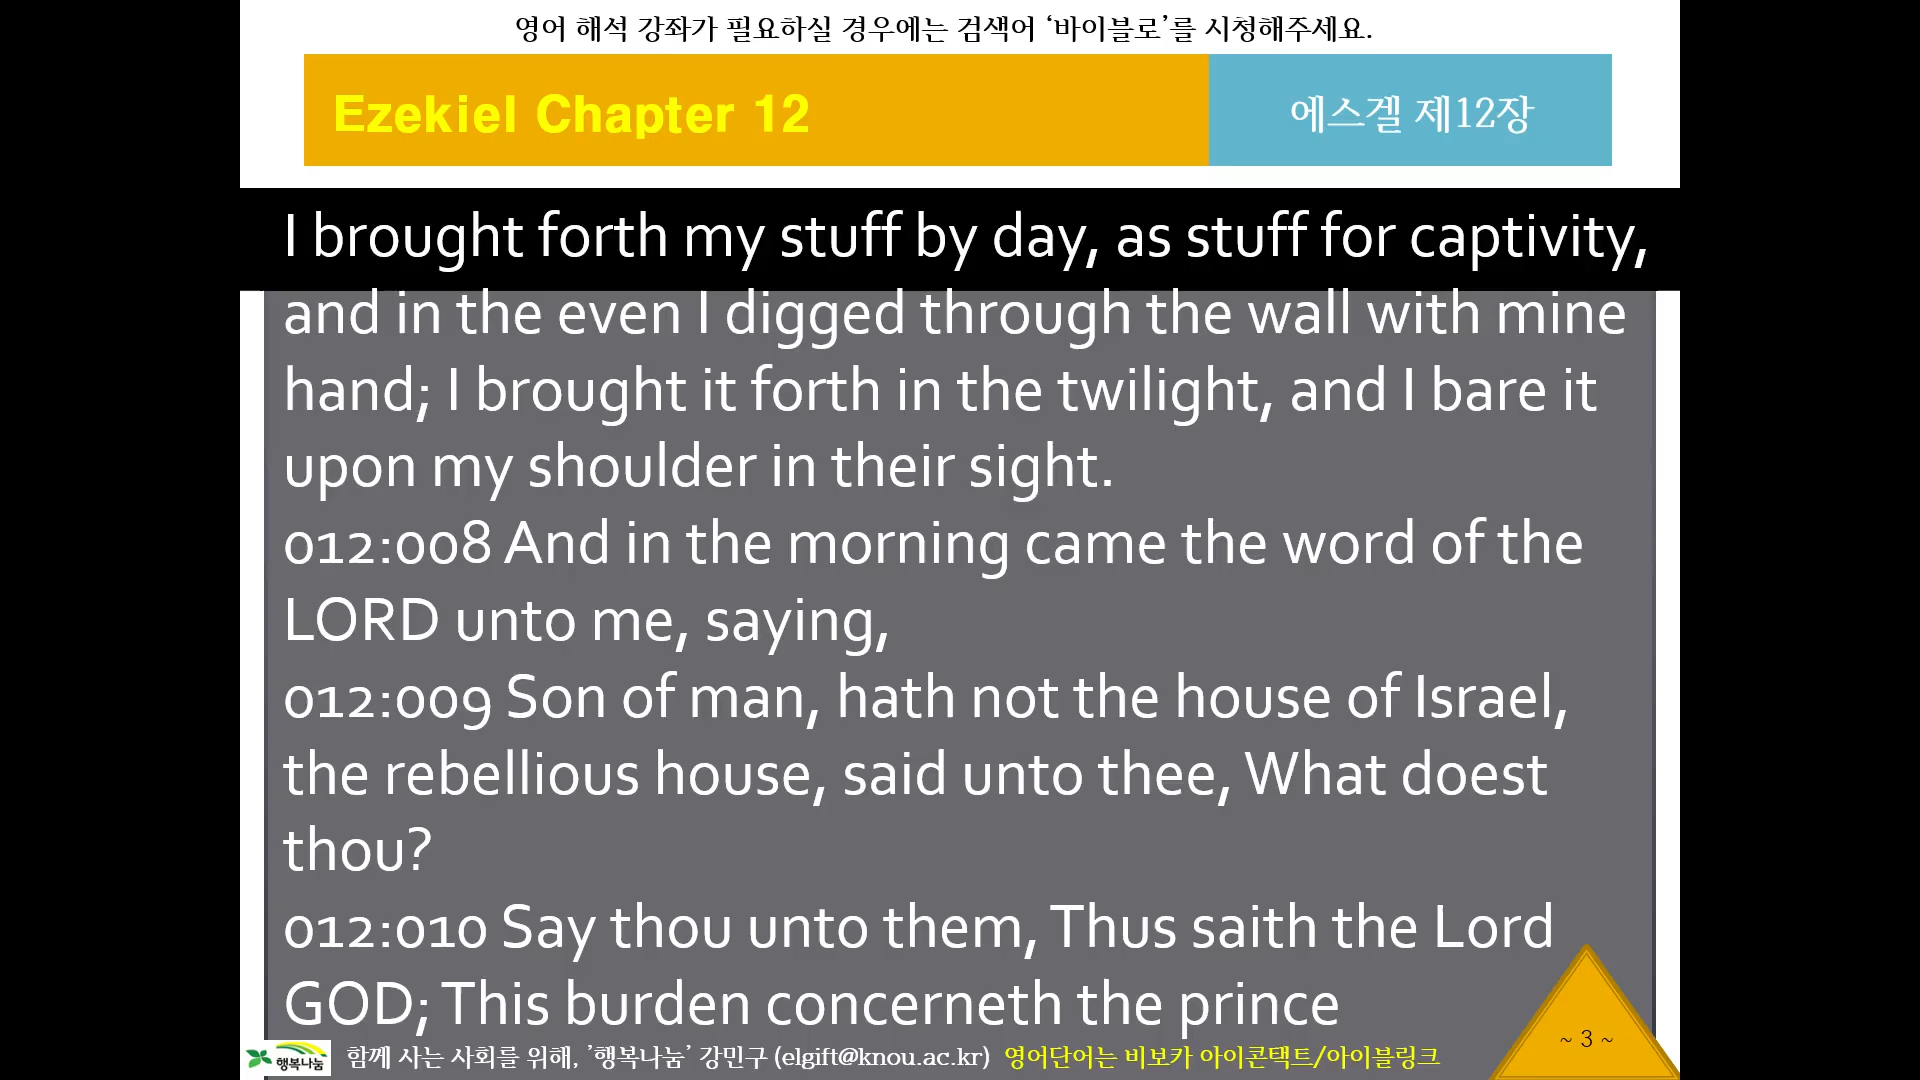 영어 해석 강좌가 필요하실 경우에는 검색어 ‘바이블로’를 시청해주세요.
Ezekiel Chapter 12
에스겔 제12장
I brought forth my stuff by day, as stuff for captivity,
and in the even I digged through the wall with mine
hand; I brought it forth in the twilight, and I bare it
upon my shoulder in their sight.
012:008 And in the morning came the word of the
LORD unto me, saying,
012:009 Son of man, hath not the house of Israel,
the rebellious house, said unto thee, What doest
thou?
012:010 Say thou unto them, Thus saith the Lord
GOD; This burden concerneth the prince
~ 3 ~
행복나눔
함께 사는 사회를 위해, ’행복나눔’ 강민구 (elgift@knou.ac.kr) 영어단어는 비보카 아이콘택트/아이블링크